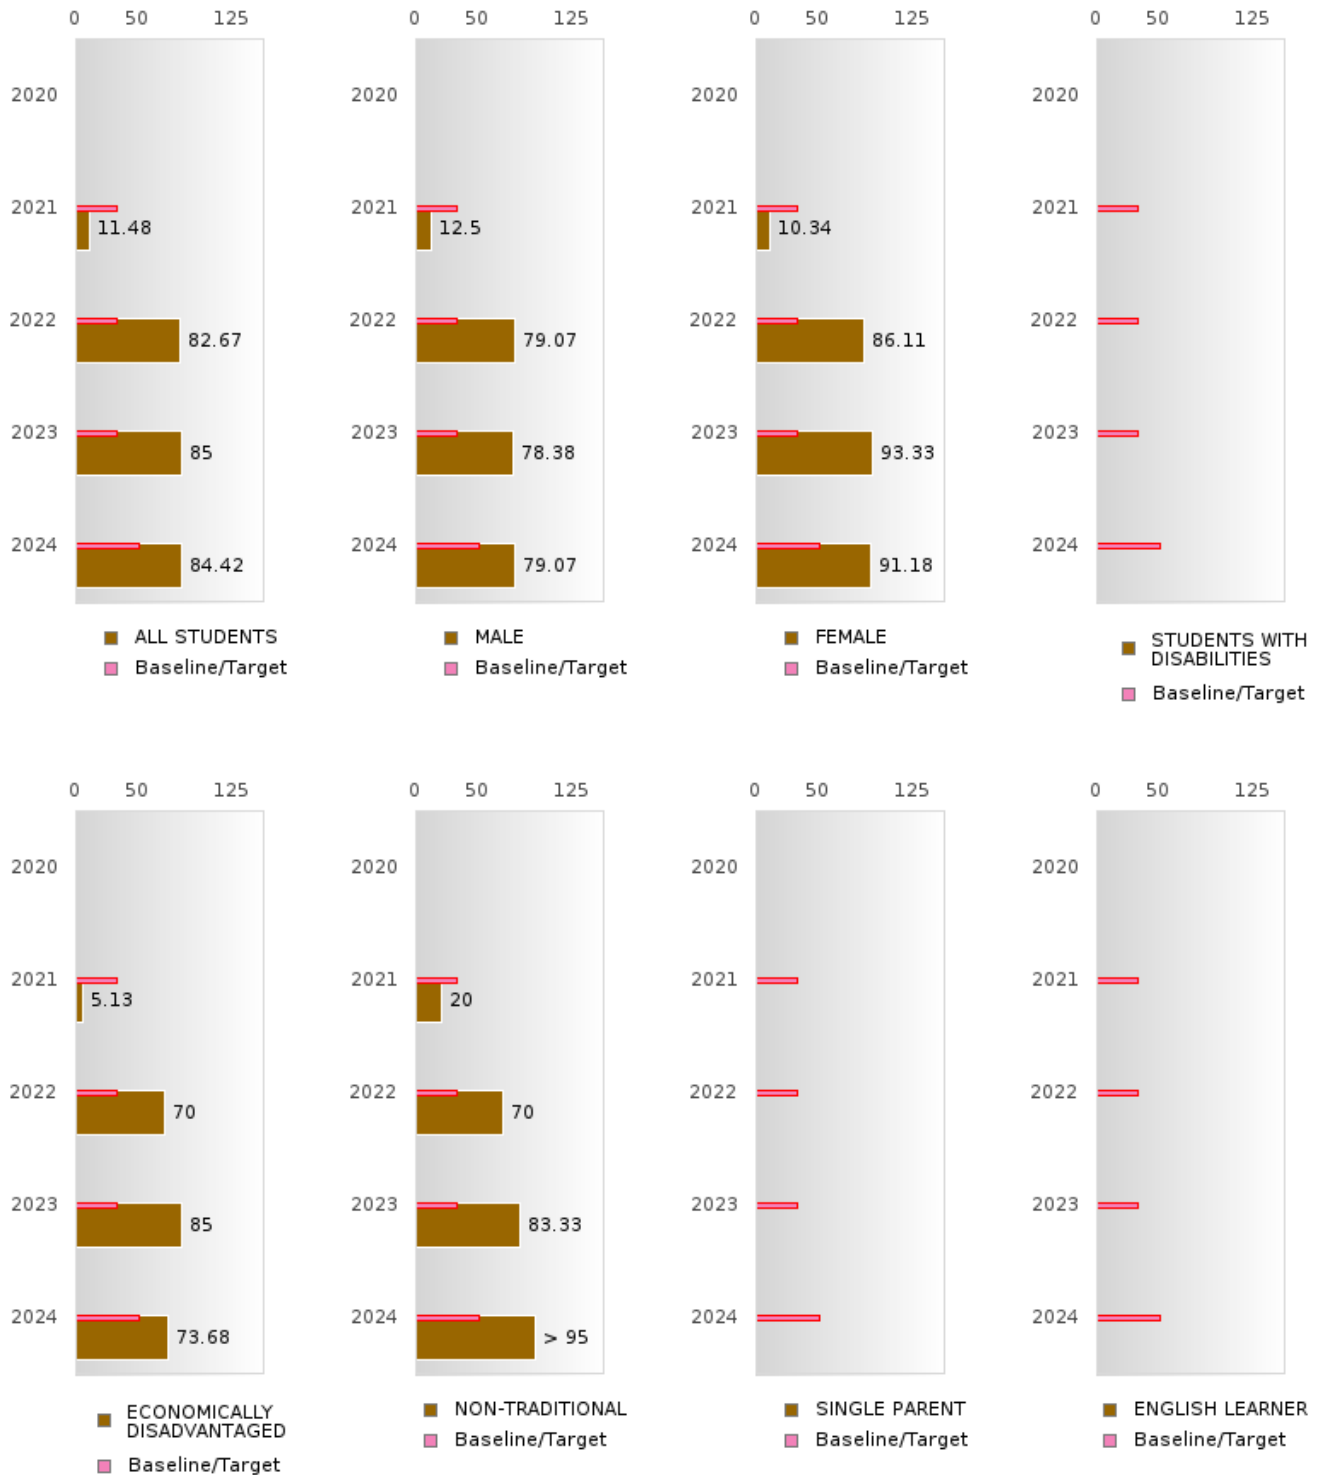 0 50 125
2020
2021
11.48
2022
82.67
2023
85
2024
84.42
ALL STUDENTS
Baseline/Target
0 50 125
2020
2021
12.5
2022
79.07
2023
78.38
2024
79.07
MALE
Baseline/Target
0 50 125
2020
2021
10.34
2022
86.11
2023
93.33
2024
91.18
FEMALE
Baseline/Target
0 50 125
2020
2021
2022
2023
2024
STUDENTS WITH
DISABILITIES
Baseline/Target
0 50 125
2020
2021
5.13
2022
70
2023
85
2024
73.68
ECONOMICALLY
DISADVANTAGED
Baseline/Target
0 50 125
2020
2021
20
2022
70
2023
83.33
2024
> 95
NON-TRADITIONAL
Baseline/Target
0 50 125
2020
2021
2022
2023
2024
SINGLE PARENT
Baseline/Target
0 50 125
2020
2021
2022
2023
2024
ENGLISH LEARNER
Baseline/Target